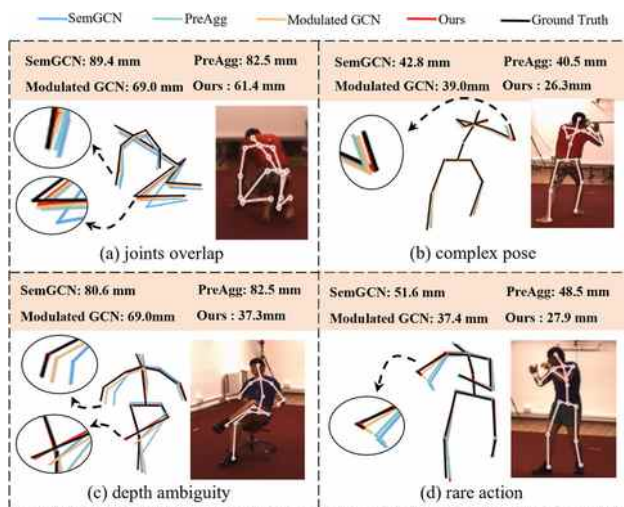 SemGCN PreAgg Modulated GCN Ours Ground Truth
SemGCN: 89.4 mm PreAgg: 82.5 mm
Modulated GCN: 69.0 mm Ours : 61.4 mm
(a) joints overlap
SemGCN: 42.8 mm PreAgg: 40.5 mm
Modulated GCN: 39.0mm Ours : 26.3mm
(b) complex pose
SemGCN: 80.6 mm PreAgg: 82.5 mm
Modulated GCN: 69.0mm Ours : 37.3mm
(c) depth ambiguity
SemGCN: 51.6 mm PreAgg: 48.5 mm
Modulated GCN: 37.4 mm Ours : 27.9 mm
(d) rare action